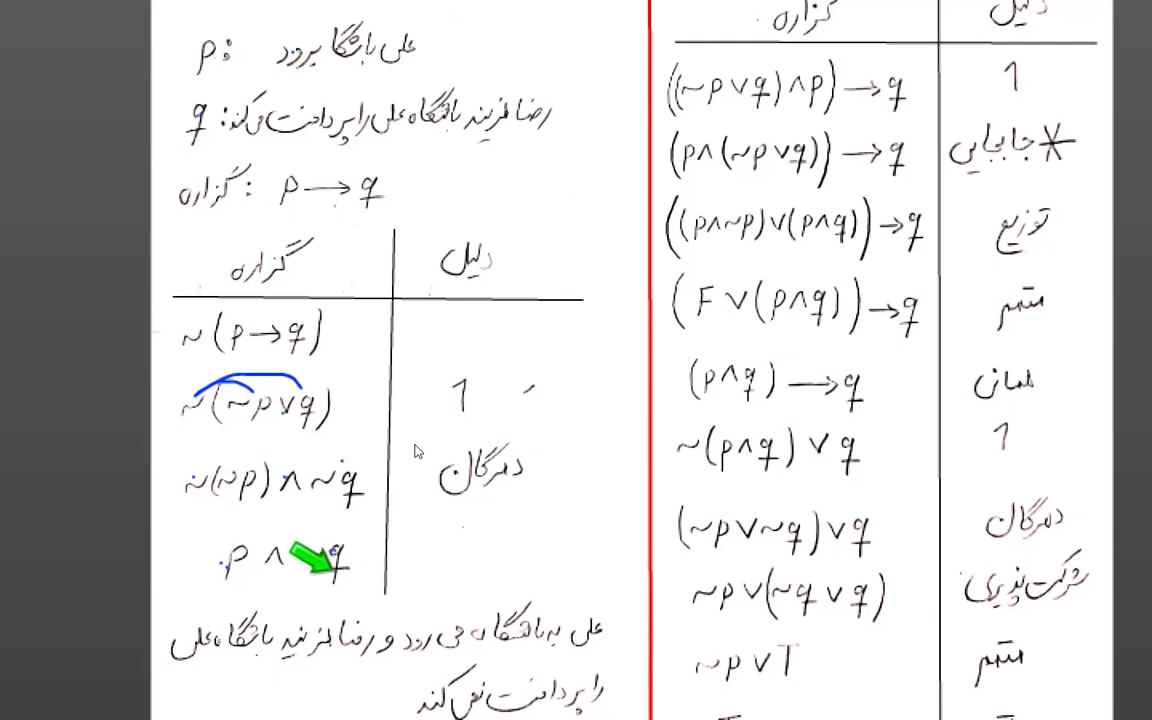 p: علی باشگاه برود
q: رضا هزینه باشگاه علی را پرداخت می‌کند
گزاره: p → q
گزاره | دلیل
~(p → q)
~(~p ∨ q) | 1
~(~p) ∧ ~q | دمرگان
p ∧ q
علی به باشگاه می رود و رضا هزینه باشگاه علی
را پرداخت نمی کند
گزاره | دلیل
((~p ∨ q) ∧ p) → q | 1
(p ∧ (~p ∨ q)) → q | جابجایی *
((p ∧ ~p) ∨ (p ∧ q)) → q | توزیع
(F ∨ (p ∧ q)) → q | متمم
(p ∧ q) → q | همانی
~(p ∧ q) ∨ q | 1
(~p ∨ ~q) ∨ q | دمرگان
~p ∨ (~q ∨ q) | شرکت پذیری
~p ∨ T | متمم